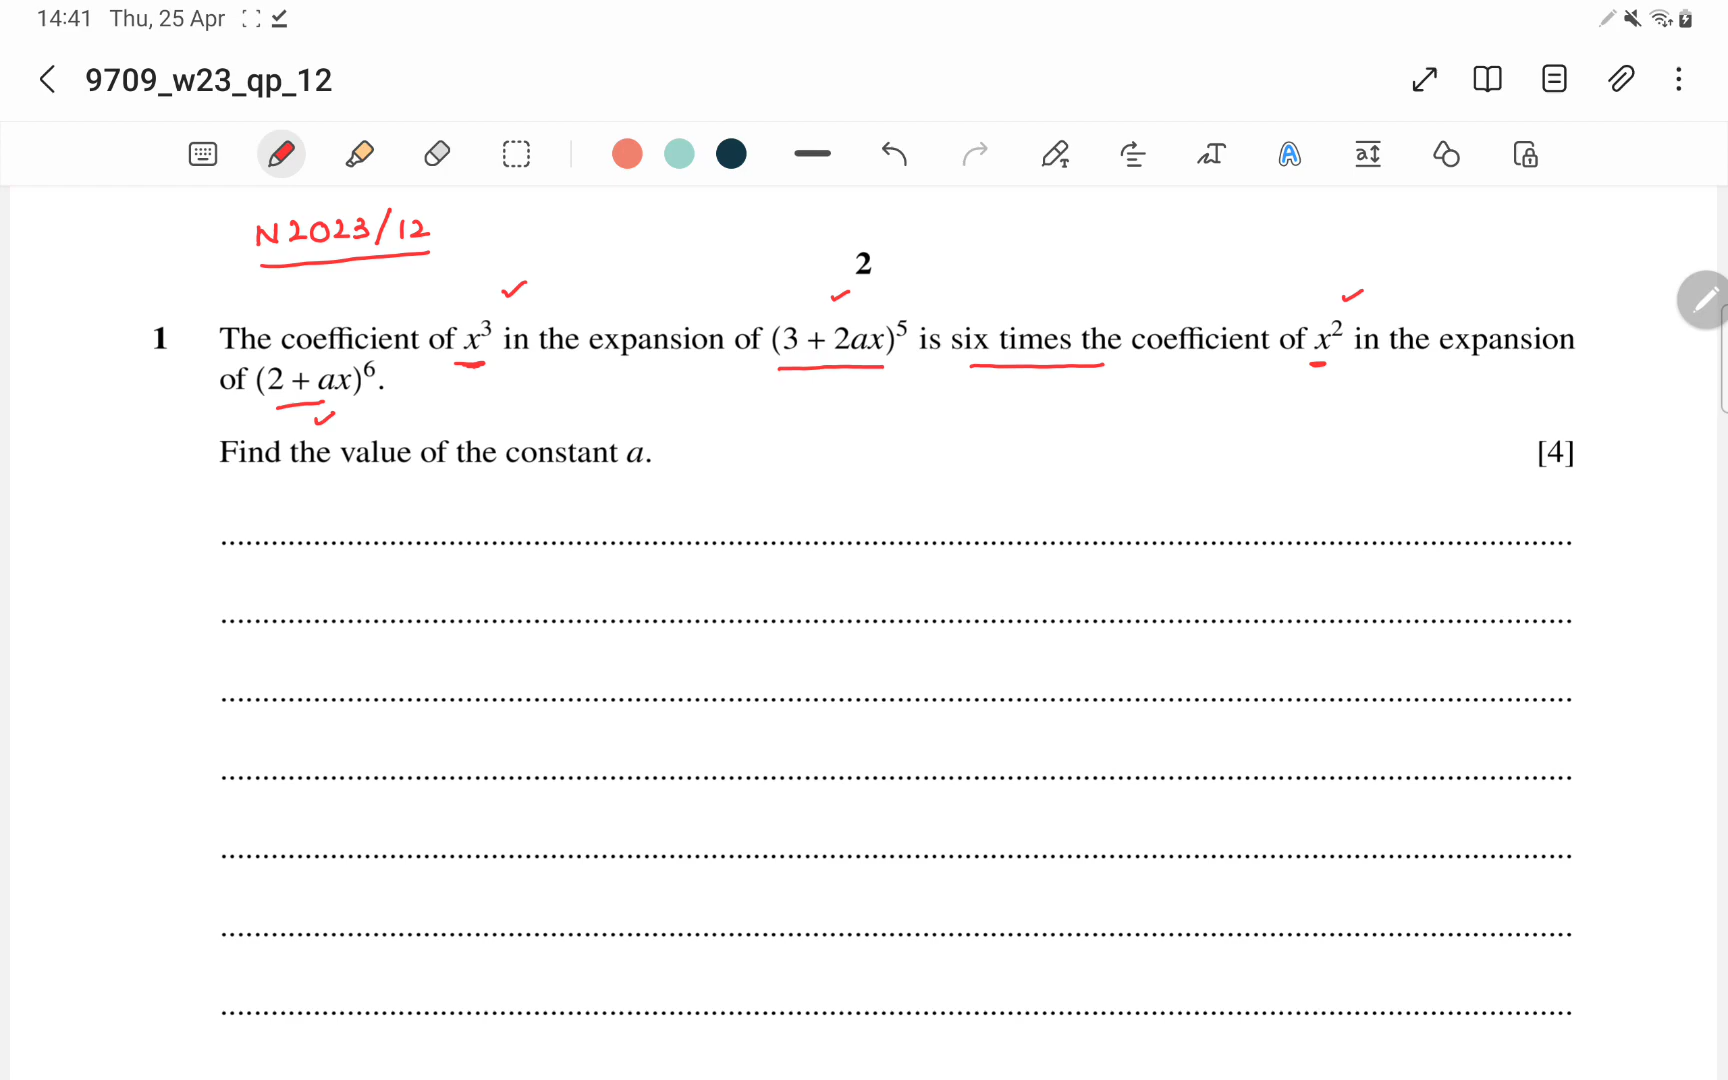 14:41 Thu, 25 Apr
9709_w23_qp_12
N2023/12
2
1 The coefficient of x³ in the expansion of (3 + 2ax)⁵ is six times the coefficient of x² in the expansion
of (2 + ax)⁶.
Find the value of the constant a. [4]